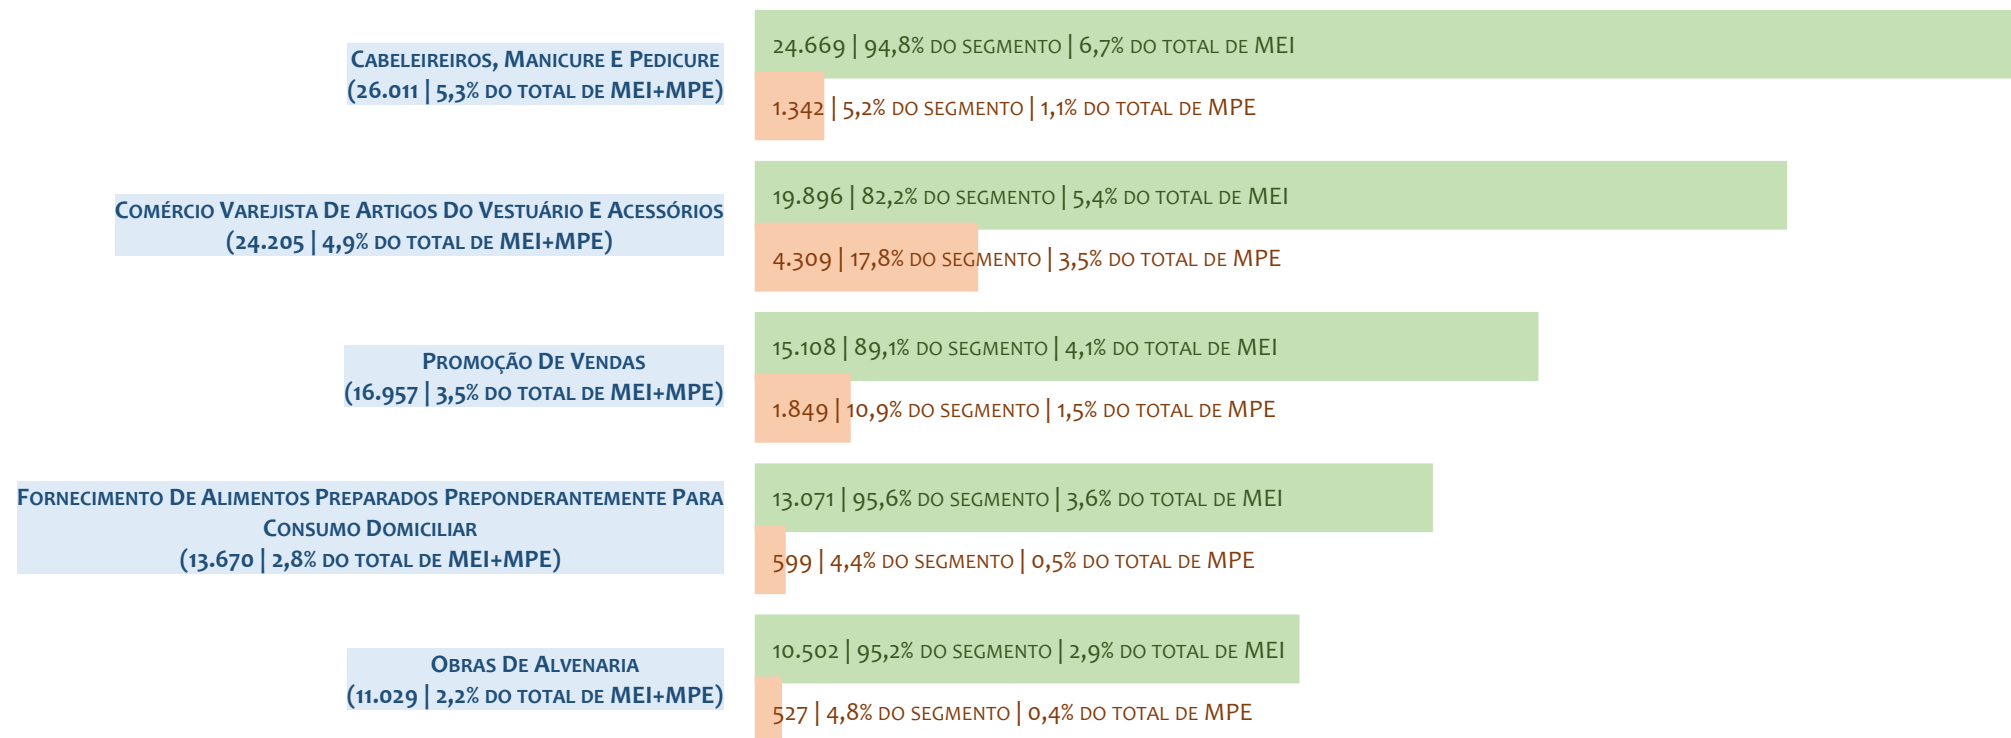 Cabeleireiros, Manicure E Pedicure
(26.011 | 5,3% do total de MEI+MPE)
24.669 | 94,8% do segmento | 6,7% do total de MEI
1.342 | 5,2% do segmento | 1,1% do total de MPE
Comércio Varejista De Artigos Do Vestuário E Acessórios
(24.205 | 4,9% do total de MEI+MPE)
19.896 | 82,2% do segmento | 5,4% do total de MEI
4.309 | 17,8% do segmento | 3,5% do total de MPE
Promoção De Vendas
(16.957 | 3,5% do total de MEI+MPE)
15.108 | 89,1% do segmento | 4,1% do total de MEI
1.849 | 10,9% do segmento | 1,5% do total de MPE
Fornecimento De Alimentos Preparados Preponderantemente Para
Consumo Domiciliar
(13.670 | 2,8% do total de MEI+MPE)
13.071 | 95,6% do segmento | 3,6% do total de MEI
599 | 4,4% do segmento | 0,5% do total de MPE
Obras De Alvenaria
(11.029 | 2,2% do total de MEI+MPE)
10.502 | 95,2% do segmento | 2,9% do total de MEI
527 | 4,8% do segmento | 0,4% do total de MPE